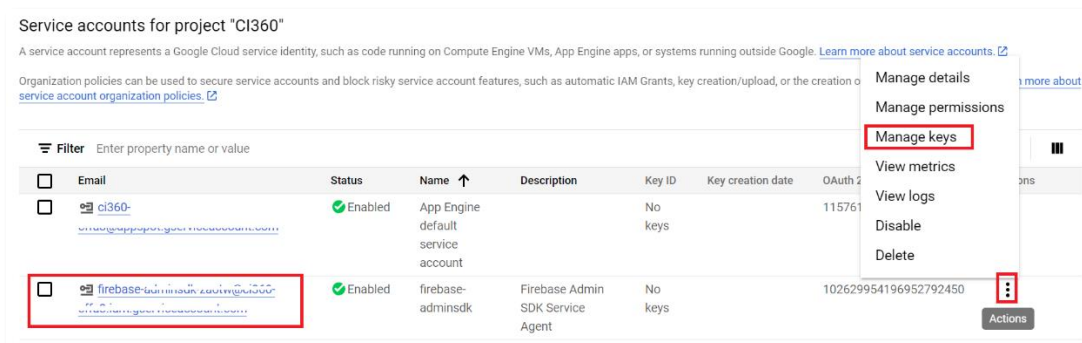 Service accounts for project "CI360"
A service account represents a Google Cloud service identity, such as code running on Compute Engine VMs, App Engine apps, or systems running outside Google. Learn more about service accounts.
Organization policies can be used to secure service accounts and block risky service account features, such as automatic IAM Grants, key creation/upload, or the creation o
n more about
service account organization policies.
Manage details
Manage permissions
Manage keys
View metrics
View logs
Disable
Delete
Filter Enter property name or value
Email Status Name Description Key ID Key creation date OAuth 2 ons
ci360- Enabled App Engine No 115761
default keys
service
account
Enabled firebase- Firebase Admin No 102629954196952792450
adminsdk SDK Service keys
Agent
Actions